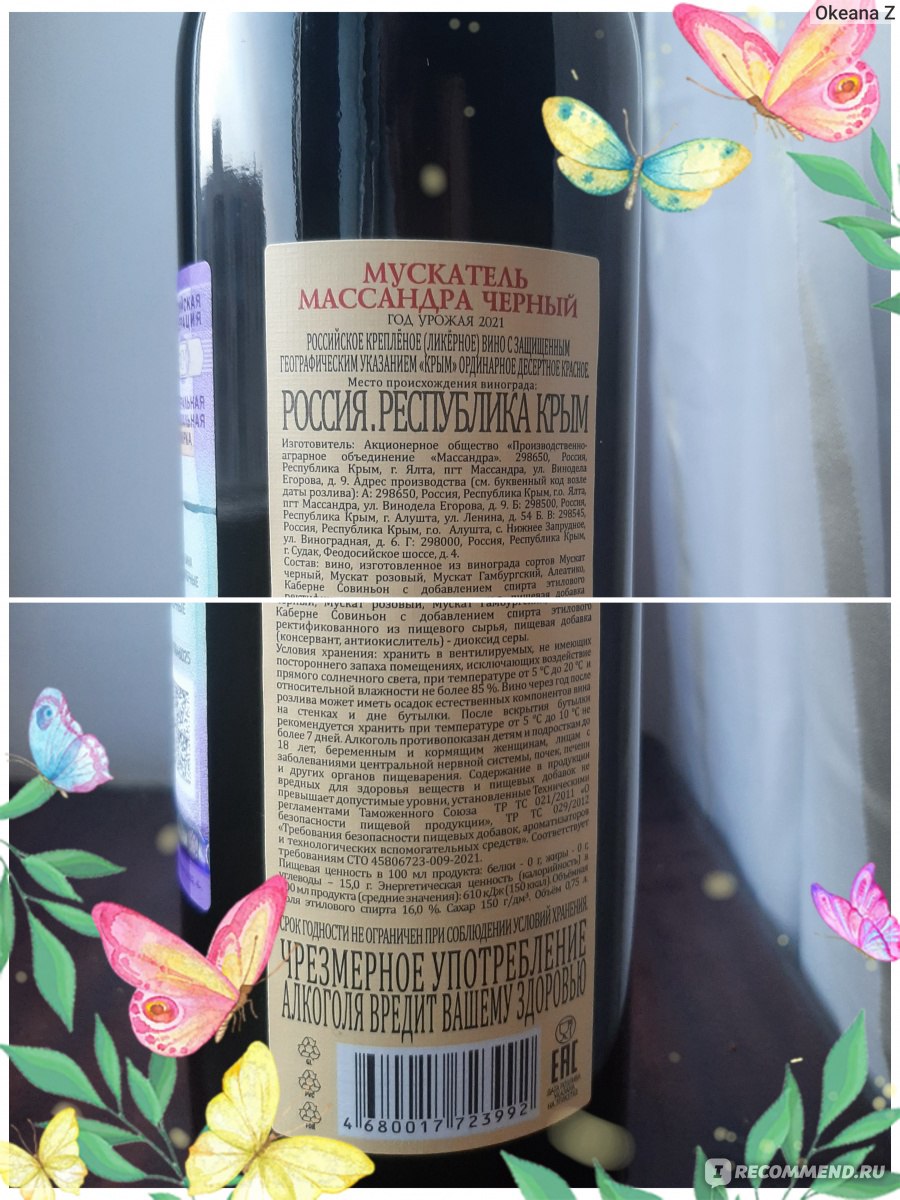 Okeana Z
МУСКАТЕЛЬ
МАССАНДРА ЧЕРНЫЙ
ГОД УРОЖАЯ 2021
РОССИЙСКОЕ КРЕПЛЁНОЕ (ЛИКЁРНОЕ) ВИНО С ЗАЩИЩЕННЫМ
ГЕОГРАФИЧЕСКИМ УКАЗАНИЕМ «КРЫМ» ОРДИНАРНОЕ ДЕСЕРТНОЕ КРАСНОЕ.
Место происхождения винограда:
РОССИЯ. РЕСПУБЛИКА КРЫМ
Изготовитель: Акционерное общество «Производственно-
аграрное объединение «Массандра». 298650, Россия,
Республика Крым, г. Ялта, пгт Массандра, ул. Винодела
Егорова, д. 9. Адрес производства (см. буквенный код возле
даты розлива): А: 298650, Россия, Республика Крым, г.о. Ялта,
пгт Массандра, ул. Винодела Егорова, д. 9. Б: 298500, Россия,
Республика Крым, г. Алушта, ул. Ленина, д. 54 Б. В: 298545,
Россия, Республика Крым, г.о. Алушта, с. Нижнее Запрудное,
ул. Виноградная, д. 6. Г: 298000, Россия, Республика Крым,
г. Судак, Феодосийское шоссе, д. 4.
Состав: вино, изготовленное из винограда сортов Мускат
черный, Мускат розовый, Мускат Гамбургский, Алеатико,
Каберне Совиньон с добавлением спирта этилового
пищевая добавка
черный, Мускат розовый, Мускат
Каберне Совиньон с добавлением спирта этилового
ректификованного из пищевого сырья, пищевая добавка
(консервант, антиокислитель) - диоксид серы.
Условия хранения: хранить в вентилируемых, не имеющих
постороннего запаха помещениях, исключающих воздействие
прямого солнечного света, при температуре от 5 °С до 20 °С и
относительной влажности не более 85 %. Вино через год после
розлива может иметь осадок естественных компонентов вина
на стенках и дне бутылки. После вскрытия бутылки
рекомендуется хранить при температуре от 5 °С до 10 °С не
более 7 дней. Алкоголь противопоказан детям и подросткам до
18 лет, беременным и кормящим женщинам, лицам с
заболеваниями центральной нервной системы, почек, печени
и других органов пищеварения. Содержание в продукции
вредных для здоровья веществ и пищевых добавок не
превышает допустимые уровни, установленные Техническими
регламентами Таможенного Союза ТР ТС 021/2011 «О
безопасности пищевой продукции», ТР ТС 029/2012
«Требования безопасности пищевых добавок, ароматизаторов
и технологических вспомогательных средств». Соответствует
требованиям СТО 45806723-009-2021.
Пищевая ценность в 100 мл продукта: белки - 0 г, жиры - 0 г,
углеводы – 15,0 г. Энергетическая ценность (калорийность) в
100 мл продукта (средние значения): 610 кДж (150 ккал). Объёмная
доля этилового спирта 16,0 %. Сахар 150 г/дм³. Объём 0,75 л
СРОК ГОДНОСТИ НЕ ОГРАНИЧЕН ПРИ СОБЛЮДЕНИИ УСЛОВИЙ ХРАНЕНИЯ.
ЧРЕЗМЕРНОЕ УПОТРЕБЛЕНИЕ
АЛКОГОЛЯ ВРЕДИТ ВАШЕМУ ЗДОРОВЬЮ
EAC
4 680017 723992
RECOMMEND.RU